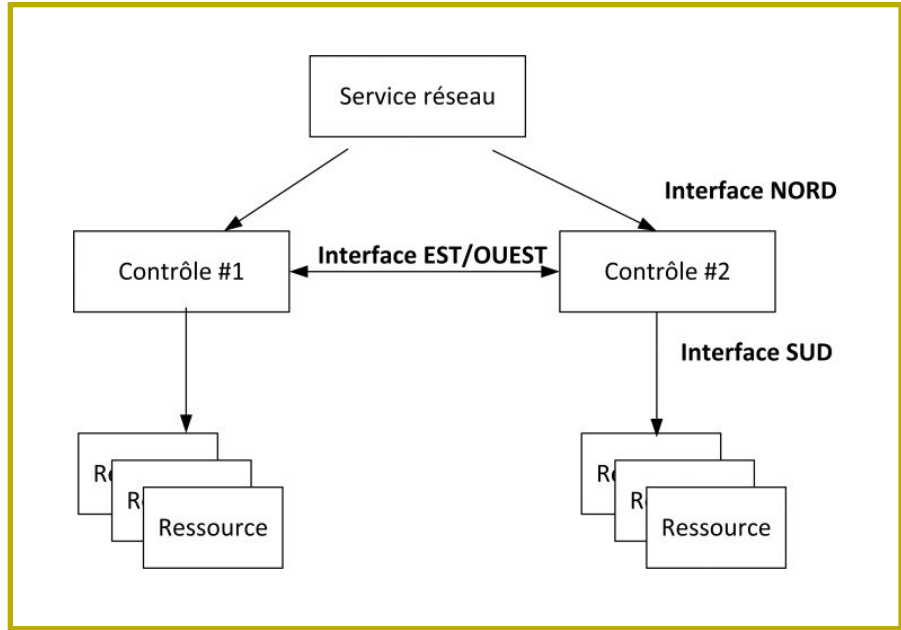 Service réseau
Interface NORD
Contrôle #1
Interface EST/OUEST
Contrôle #2
Interface SUD
Ressource
Ressource